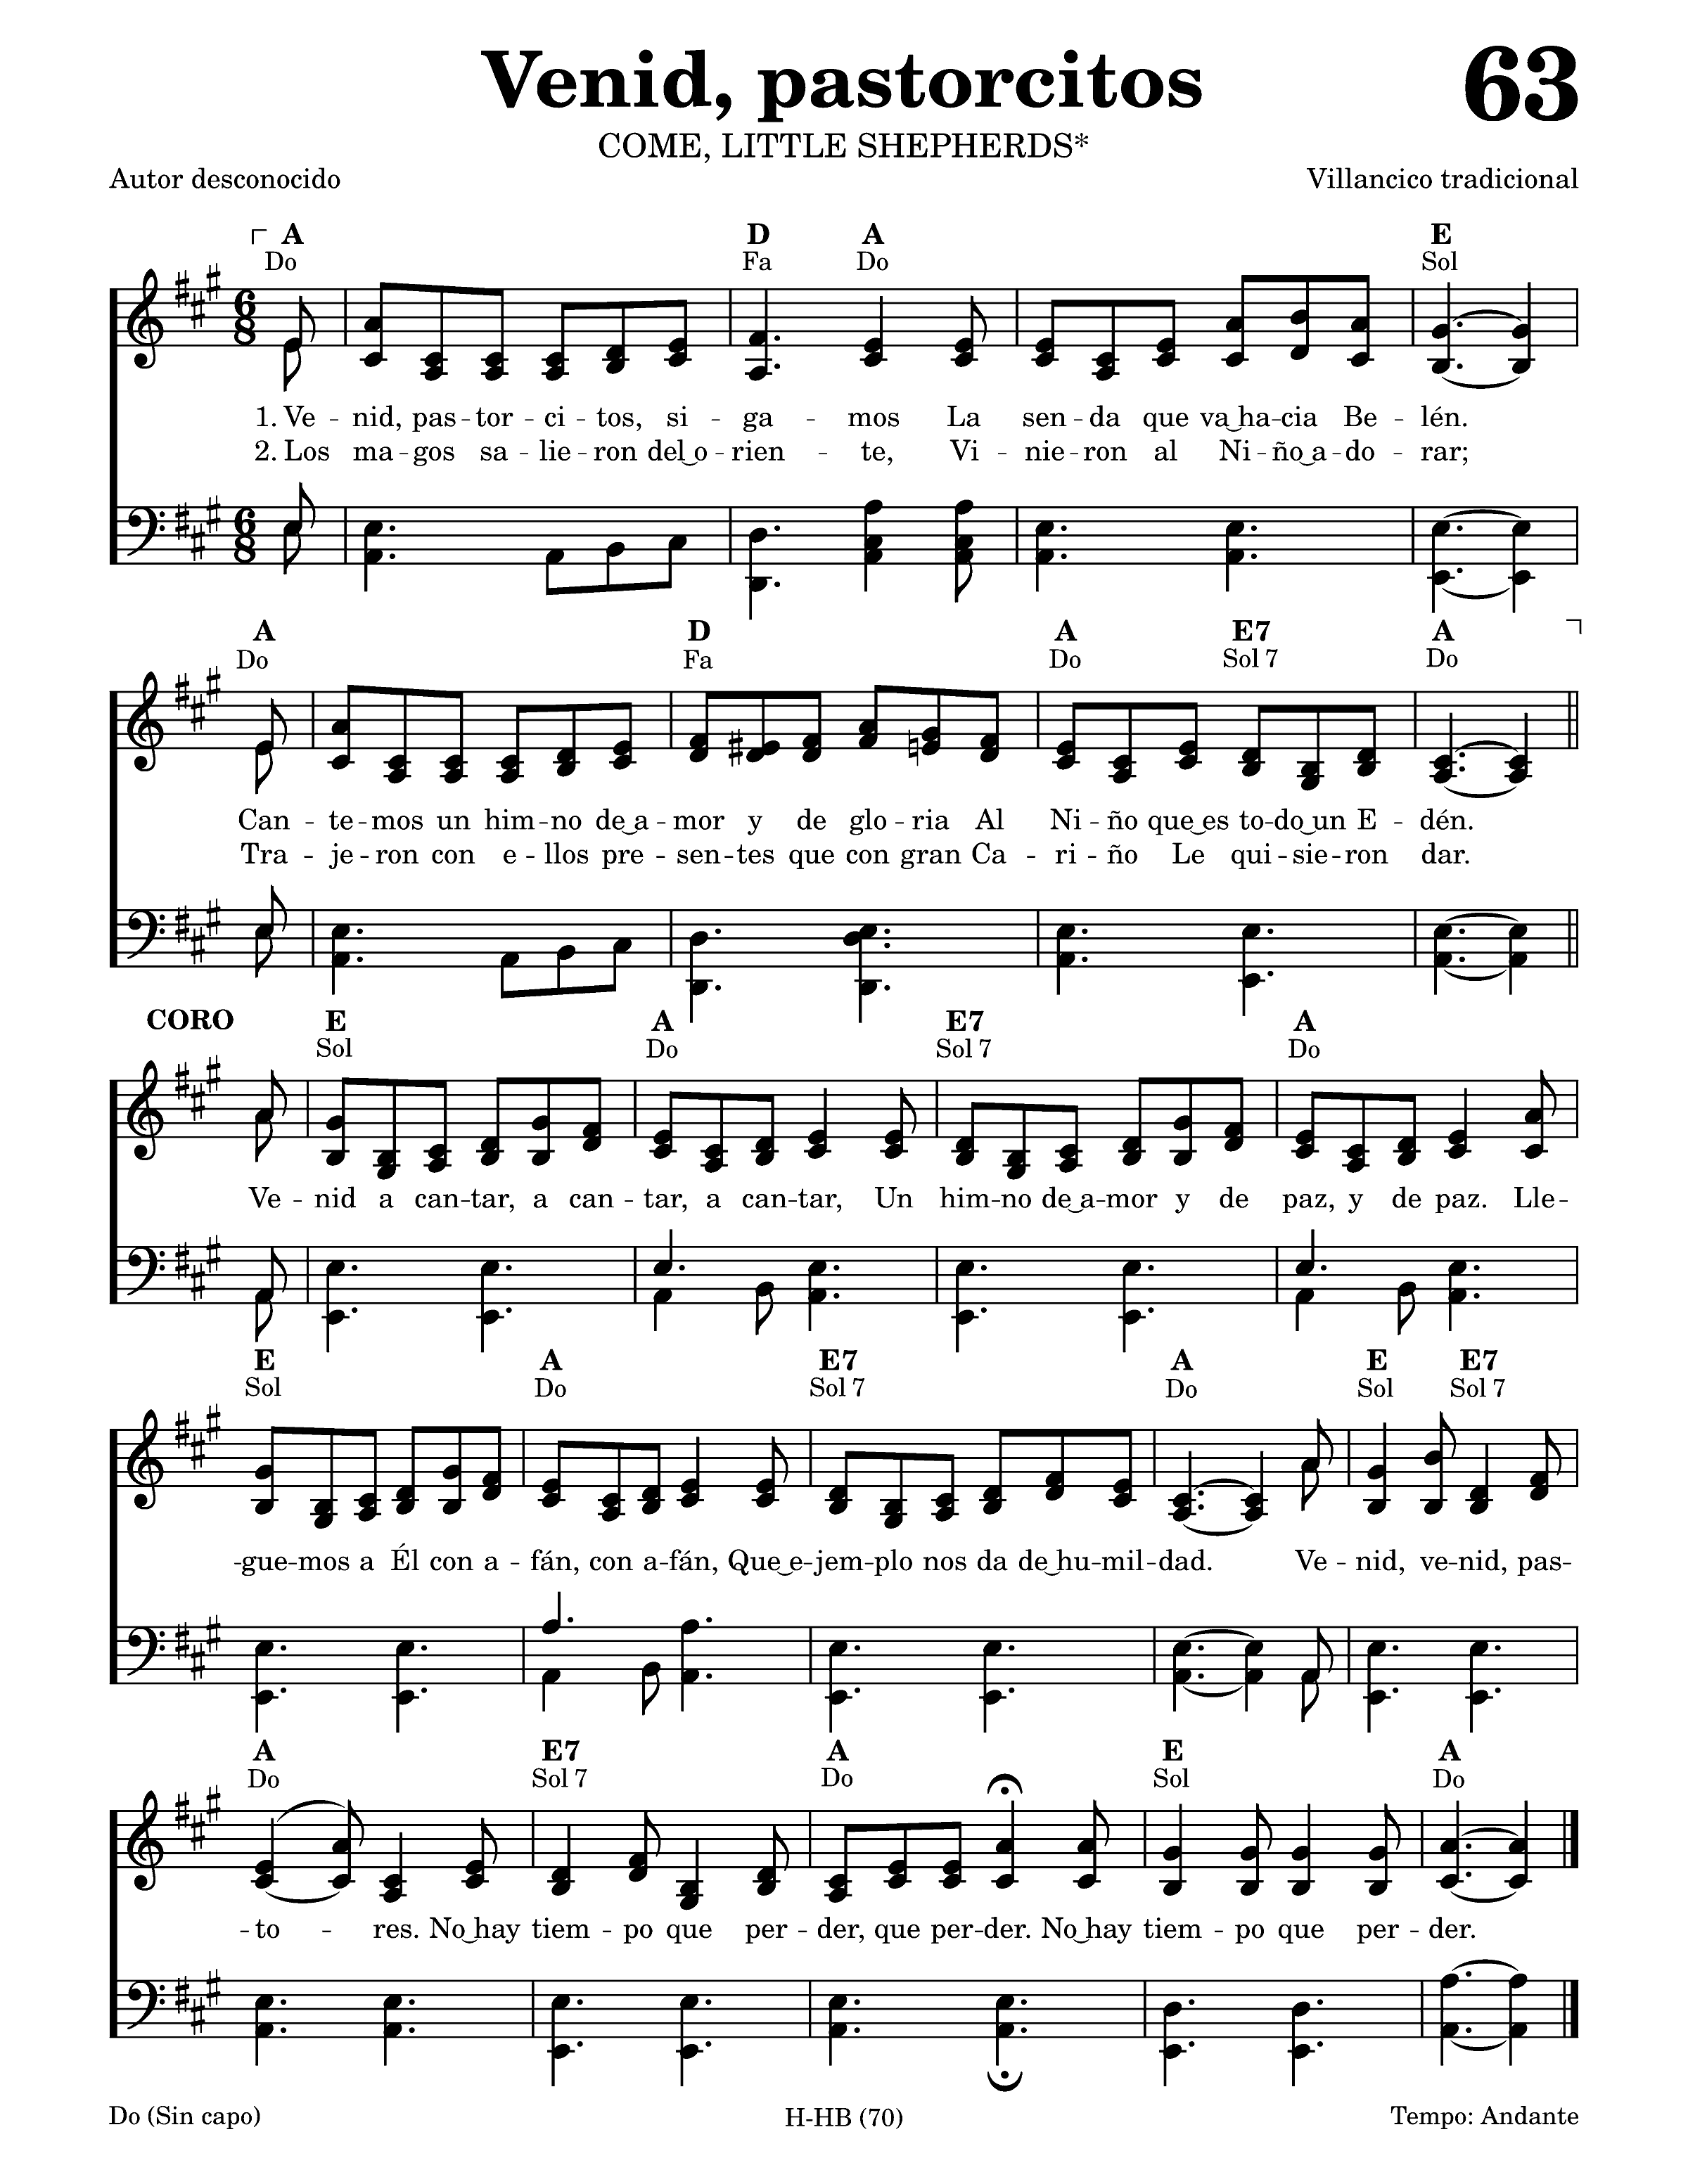 Venid, pastorcitos
63
COME, LITTLE SHEPHERDS*
Autor desconocido
Villancico tradicional
A D A E
Do Fa Do Sol
1. Ve - nid, pas - tor - ci - tos, si - ga - mos La sen - da que va ha - cia Be - lén.
2. Los ma - gos sa - lie - ron del o - rien - te, Vi - nie - ron al Ni - ño a - do - rar;
A D A E7 A
Do Fa Do Sol 7 Do
Can - te - mos un him - no de a - mor y de glo - ria Al Ni - ño que es to - do un E - dén.
Tra - je - ron con e - llos pre - sen - tes que con gran Ca - ri - ño Le qui - sie - ron dar.
CORO E A E7 A
Sol Do Sol 7 Do
Ve - nid a can - tar, a can - tar, a can - tar, Un him - no de a - mor y de paz, y de paz. Lle -
E A E7 A E E7
Sol Do Sol 7 Do Sol Sol 7
- gue - mos a Él con a - fán, con a - fán, Que e - jem - plo nos da de hu - mil - dad. Ve - nid, ve - nid, pas -
A E7 A E A
Do Sol 7 Do Sol Do
- to - res. No hay tiem - po que per - der, que per - der. No hay tiem - po que per - der.
Do (Sin capo)
H-HB (70)
Tempo: Andante